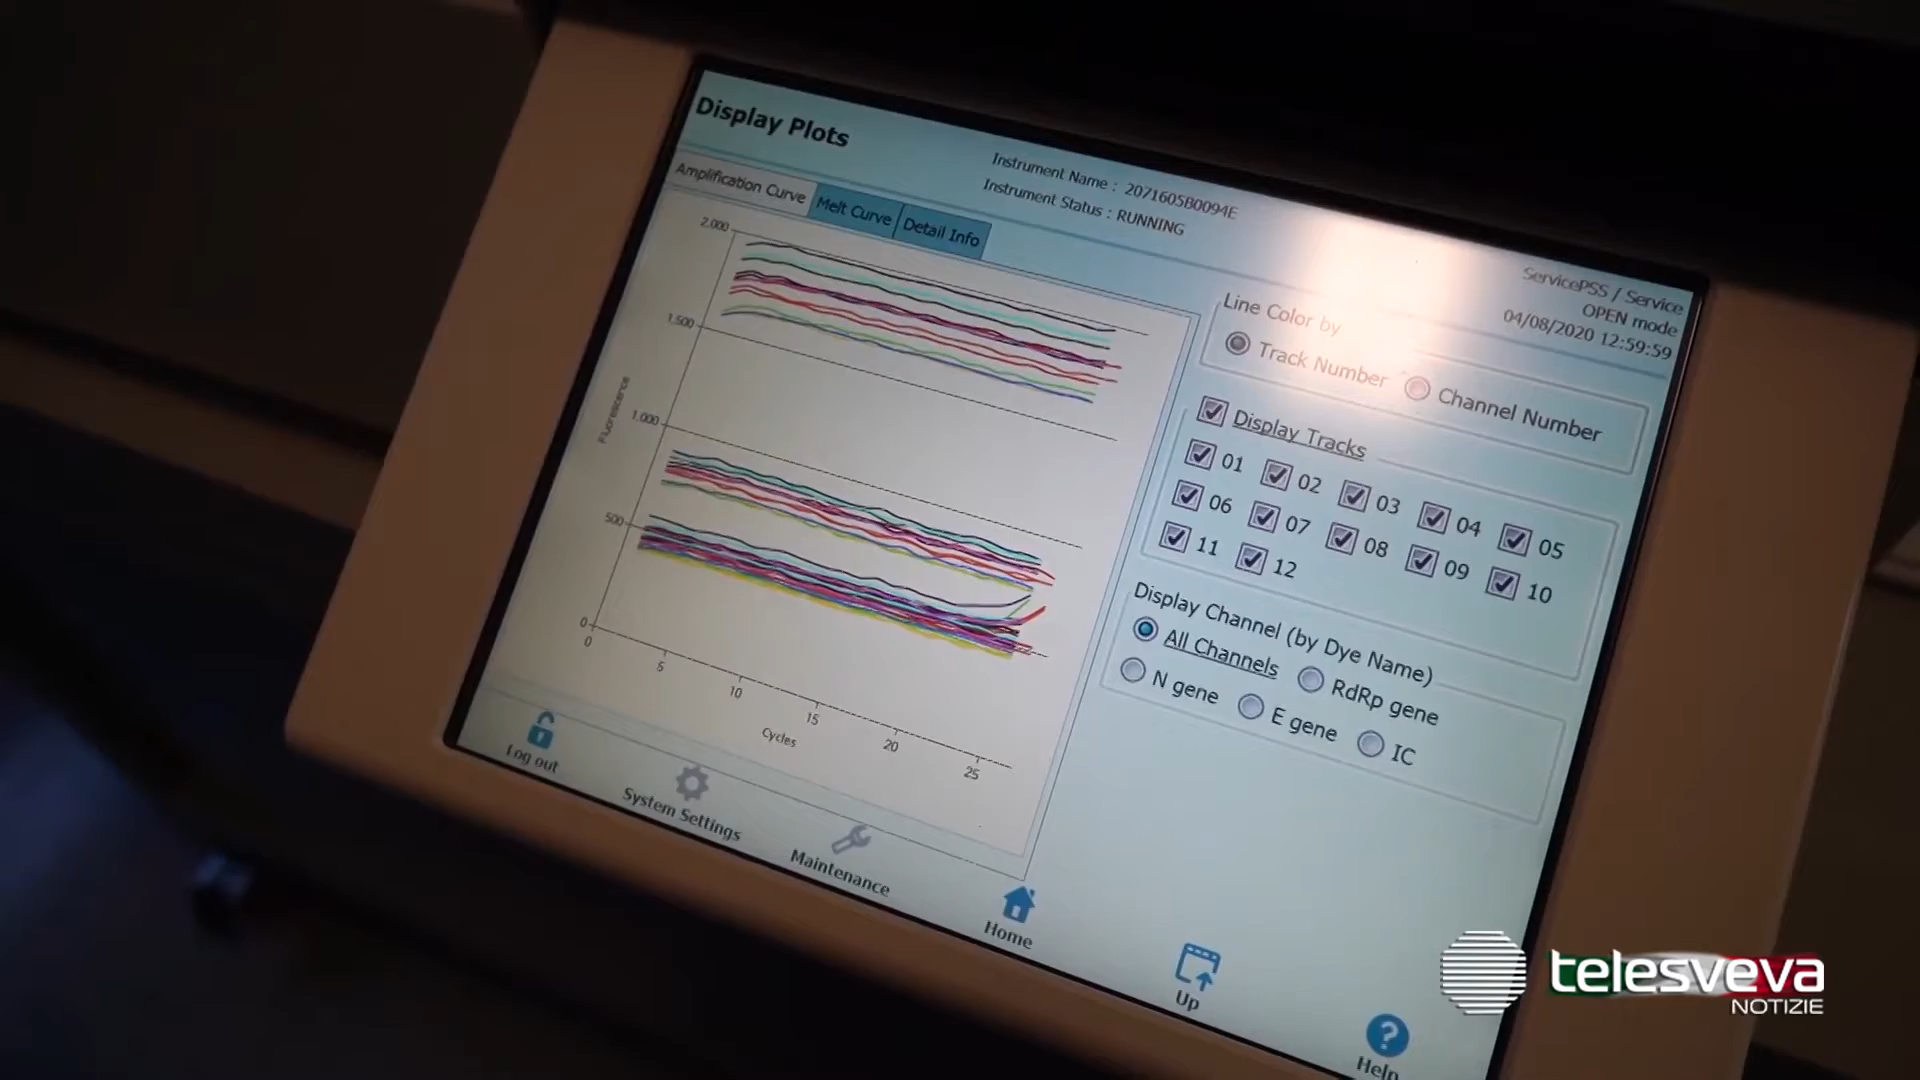 Display Plots
Instrument Name : 2071605B0094E
Instrument Status : RUNNING
ServicePSS / Service
OPEN mode
04/08/2020 12:59:59
Amplification Curve
Melt Curve
Detail Info
2.000
1.500
1.000
500
0
Fluorescence
0
5
10
15
20
25
Cycles
Line Color by
Track Number
Channel Number
Display Tracks
01 02 03 04 05
06 07 08 09 10
11 12
Display Channel (by Dye Name)
All Channels
RdRp gene
N gene
E gene
IC
Log out
System Settings
Maintenance
Home
Up
Help
telesveva
NOTIZIE